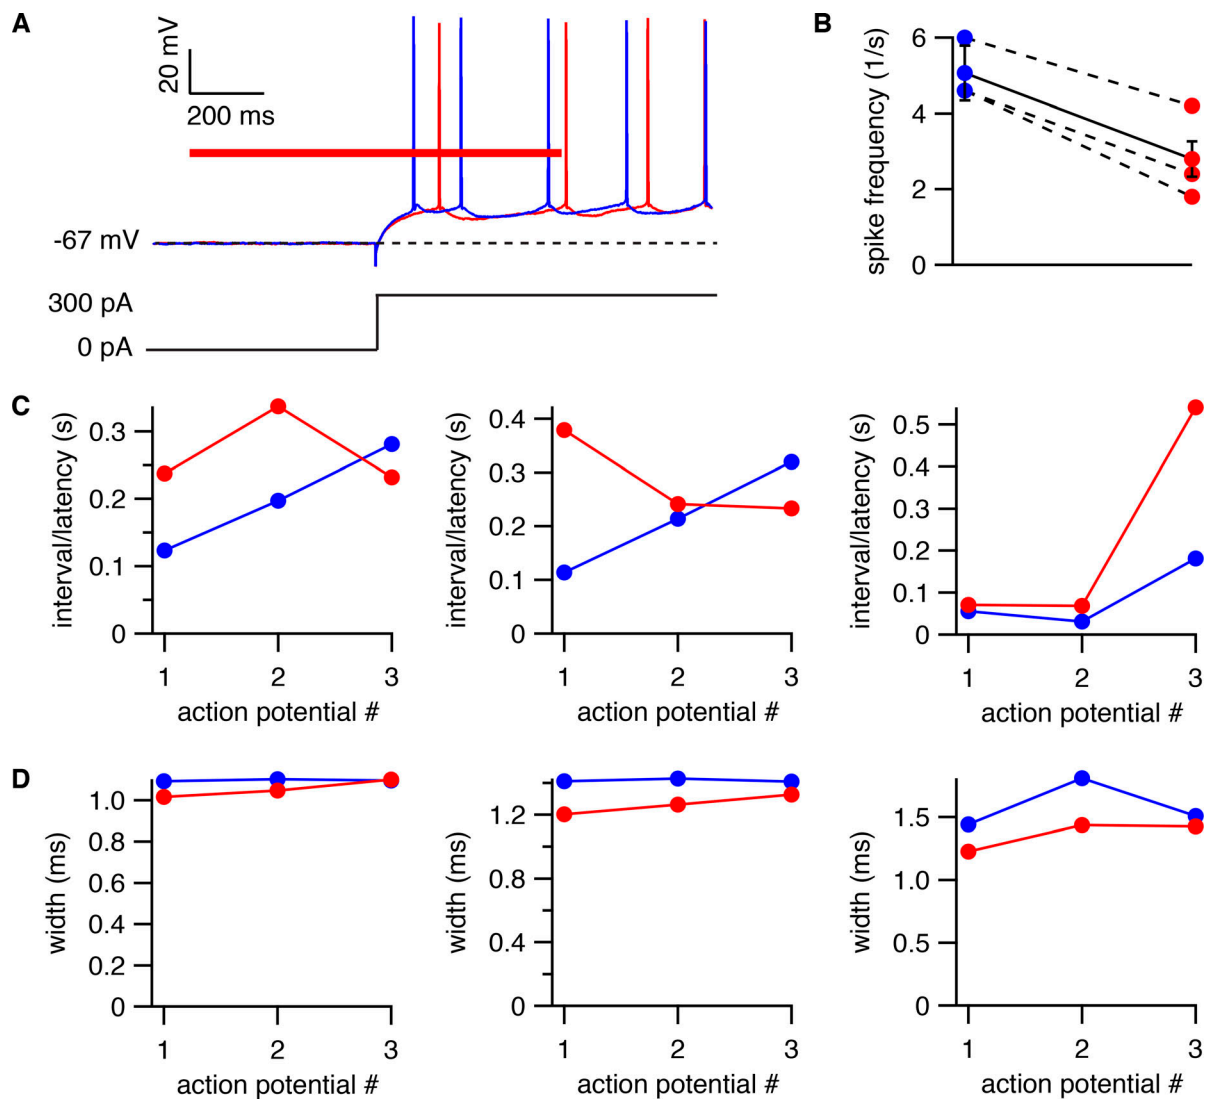 A
20 mV
200 ms
-67 mV
300 pA
0 pA
B
spike frequency (1/s)
6
4
2
0
C
interval/latency (s)
0.3
0.2
0.1
0
1 2 3
action potential #
interval/latency (s)
0.4
0.3
0.2
0.1
0
1 2 3
action potential #
interval/latency (s)
0.5
0.4
0.3
0.2
0.1
0
1 2 3
action potential #
D
width (ms)
1.0
0.8
0.6
0.4
0.2
0
1 2 3
action potential #
width (ms)
1.2
0.8
0.4
0
1 2 3
action potential #
width (ms)
1.5
1.0
0.5
0
1 2 3
action potential #